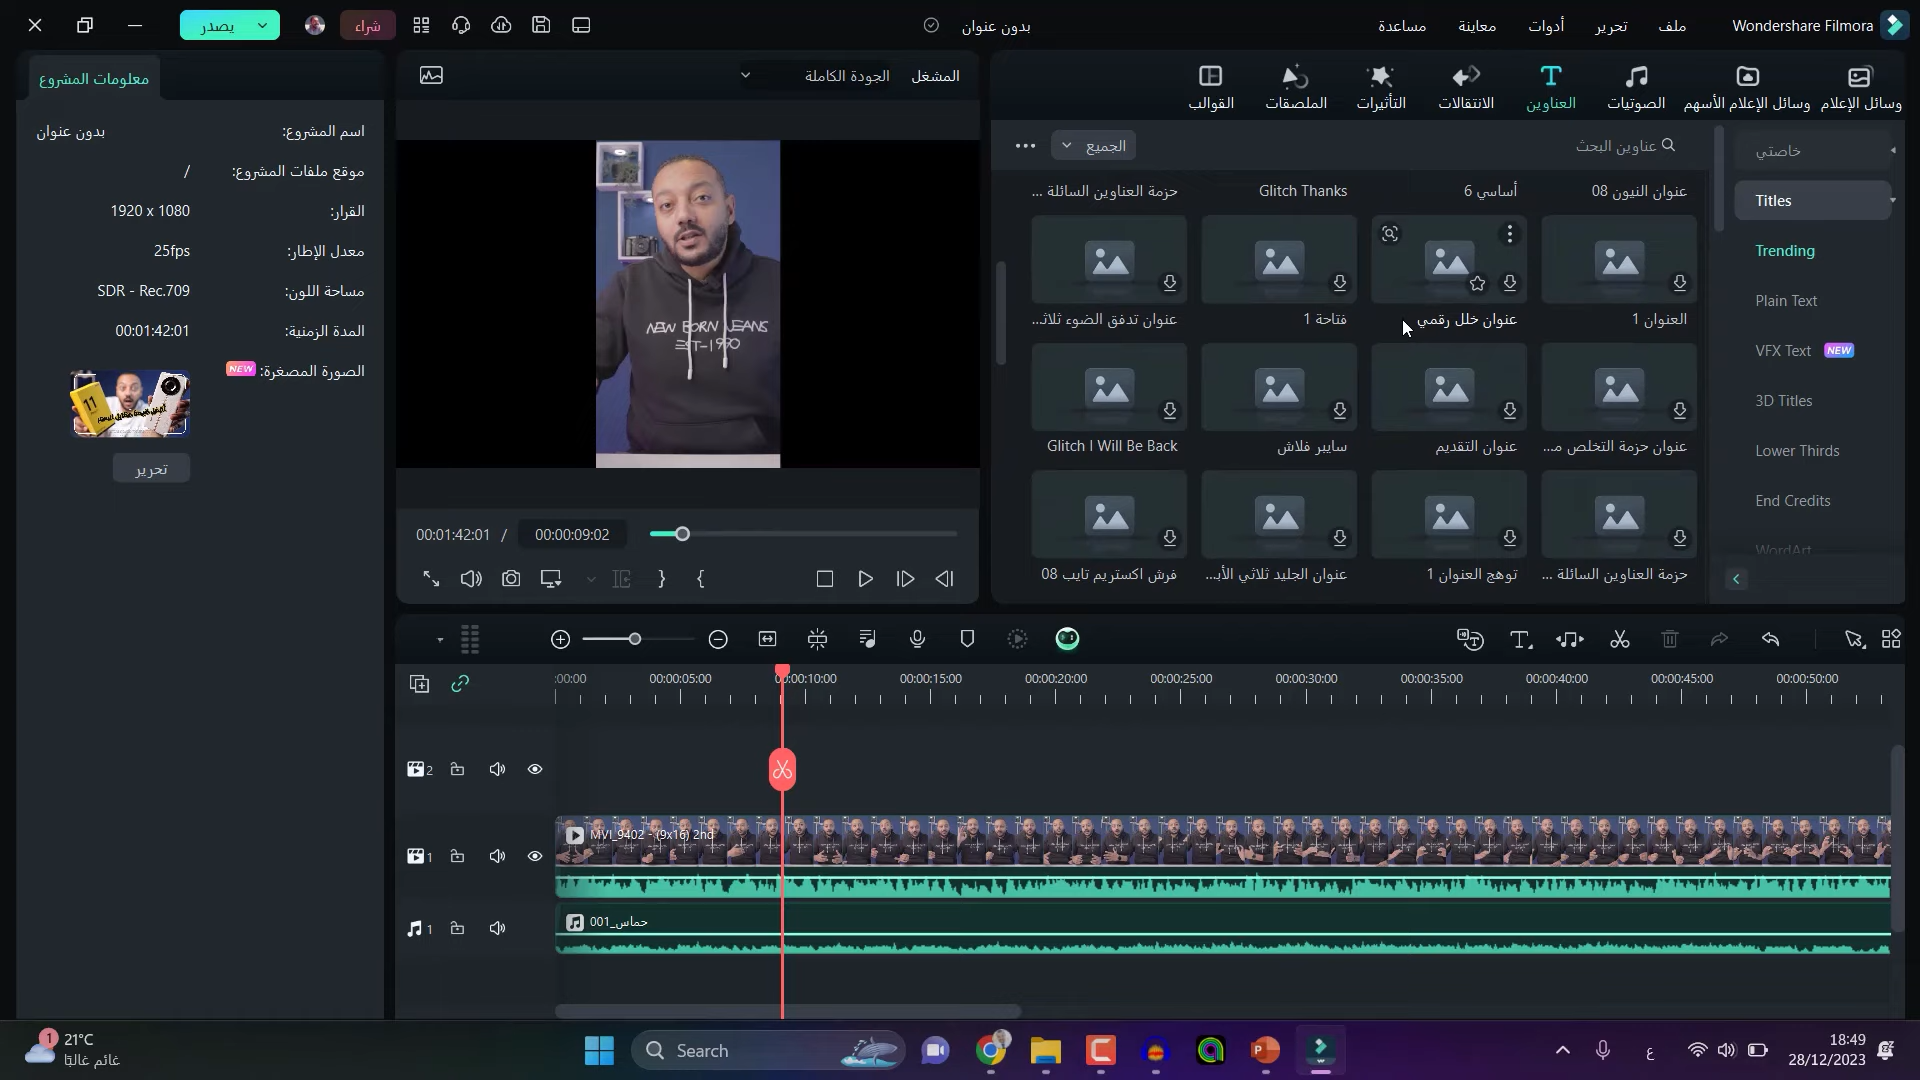 Wondershare Filmora
ملف
تحرير
أدوات
معاينة
مساعدة
بدون عنوان
شراء
يصدر
وسائل الإعلام
وسائل الإعلام الأسهم
الصوتيات
العناوين
الانتقالات
التأثيرات
الملصقات
القوالب
المشغل
الجودة الكاملة
معلومات المشروع
اسم المشروع: بدون عنوان
موقع ملفات المشروع: /
القرار: 1920 x 1080
معدل الإطار: 25fps
مساحة اللون: SDR - Rec.709
المدة الزمنية: 00:01:42:01
الصورة المصغرة: NEW
11
تحرير
NEW BORN JEANS
EST-1990
00:01:42:01 / 00:00:09:02
عناوين البحث
الجميع
عنوان النيون 08
أساسي 6
Glitch Thanks
حزمة العناوين السائلة ...
العنوان 1
عنوان خلل رقمي
فتاحة 1
عنوان تدفق الضوء ثلاث...
عنوان حزمة التخلص م...
عنوان التقديم
سايبر فلاش
Glitch I Will Be Back
حزمة العناوين السائلة ...
توهج العنوان 1
عنوان الجليد ثلاثي الأب...
فرش اكستريم تايب 08
خاصتي
Titles
Trending
Plain Text
VFX Text NEW
3D Titles
Lower Thirds
End Credits
WordArt
:00:00
00:00:05:00
00:00:10:00
00:00:15:00
00:00:20:00
00:00:25:00
00:00:30:00
00:00:35:00
00:00:40:00
00:00:45:00
00:00:50:00
2
1
MVI_9402 - (9x16) 2nd
1
حماس_001
1
21°C
غائم غالبًا
Search
ع
18:49
28/12/2023